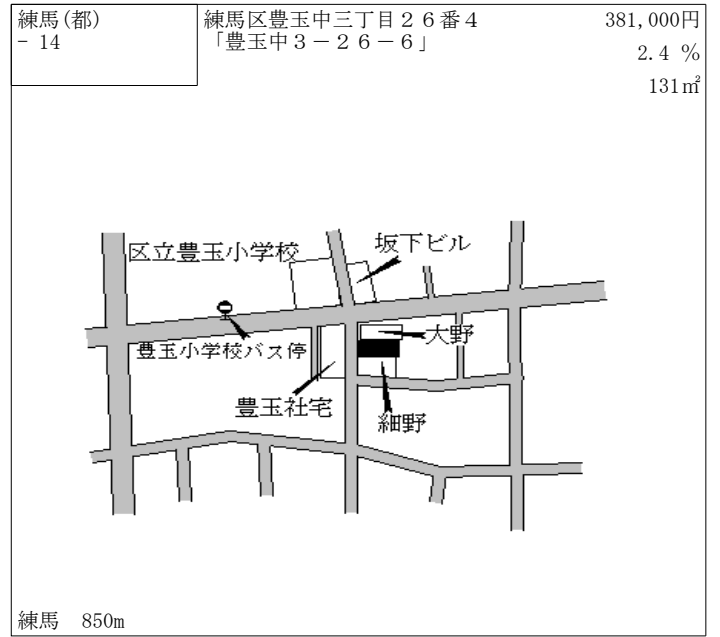 練馬(都)
- 14
練馬区豊玉中三丁目２６番４
「豊玉中３－２６－６」
381,000円
2.4 %
131㎡
区立豊玉小学校
坂下ビル
大野
豊玉小学校バス停
豊玉社宅
細野
練馬 850m